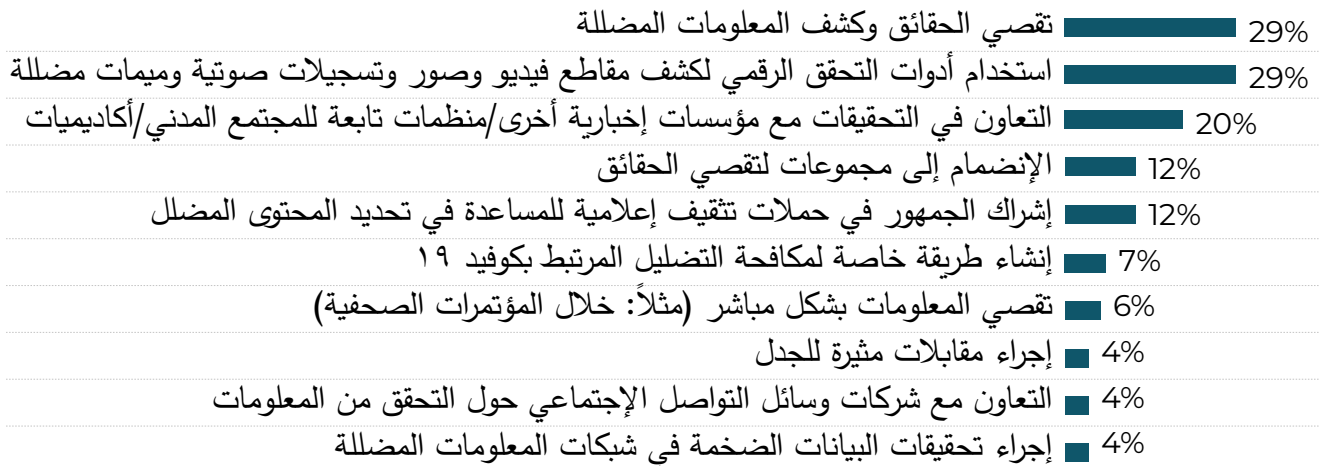 تقصي الحقائق وكشف المعلومات المضللة 29%
استخدام أدوات التحقق الرقمي لكشف مقاطع فيديو وصور وتسجيلات صوتية وميمات مضللة 29%
التعاون في التحقيقات مع مؤسسات إخبارية أخرى/منظمات تابعة للمجتمع المدني/أكاديميات 20%
الإنضمام إلى مجموعات لتقصي الحقائق 12%
إشراك الجمهور في حملات تثقيف إعلامية للمساعدة في تحديد المحتوى المضلل 12%
إنشاء طريقة خاصة لمكافحة التضليل المرتبط بكوفيد ١٩ 7%
تقصي المعلومات بشكل مباشر (مثلاً: خلال المؤتمرات الصحفية) 6%
إجراء مقابلات مثيرة للجدل 4%
التعاون مع شركات وسائل التواصل الإجتماعي حول التحقق من المعلومات 4%
إجراء تحقيقات البيانات الضخمة في شبكات المعلومات المضللة 4%